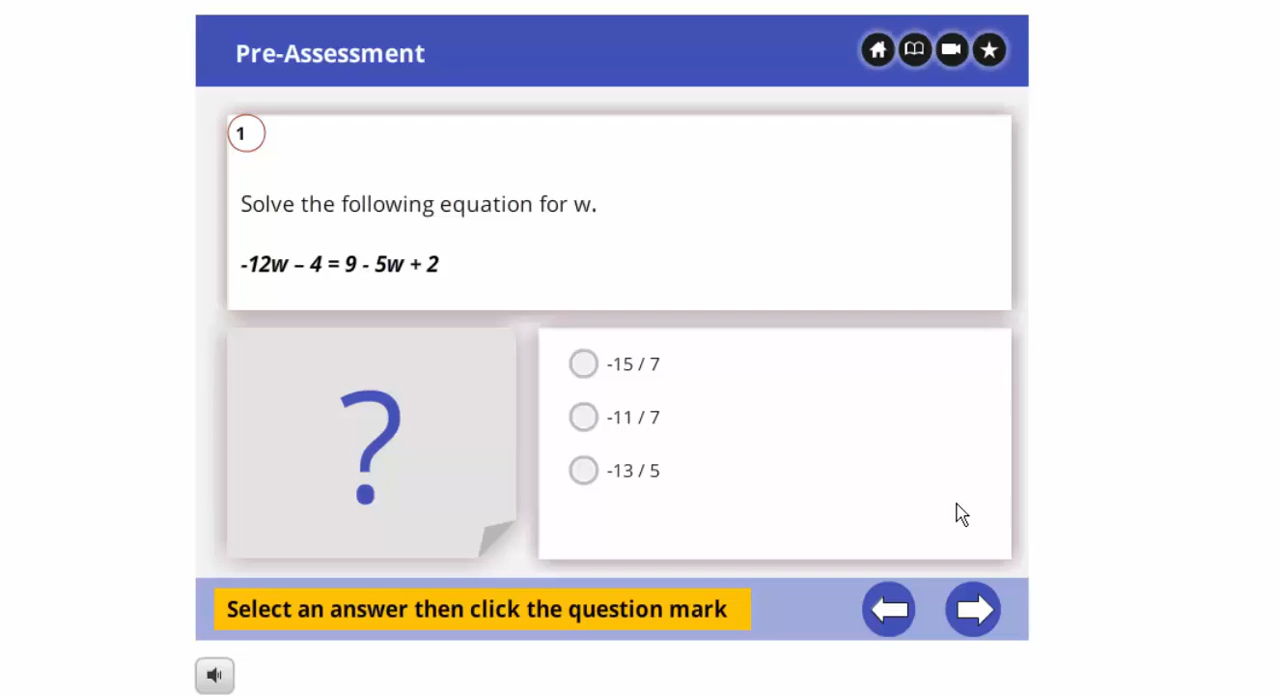 Pre-Assessment
1
Solve the following equation for w.
-12w – 4 = 9 - 5w + 2
?
-15 / 7
-11 / 7
-13 / 5
Select an answer then click the question mark